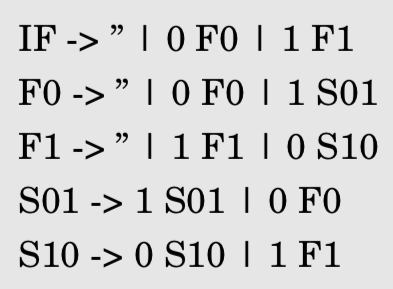 IF -> ” | 0 F0 | 1 F1
F0 -> ” | 0 F0 | 1 S01
F1 -> ” | 1 F1 | 0 S10
S01 -> 1 S01 | 0 F0
S10 -> 0 S10 | 1 F1